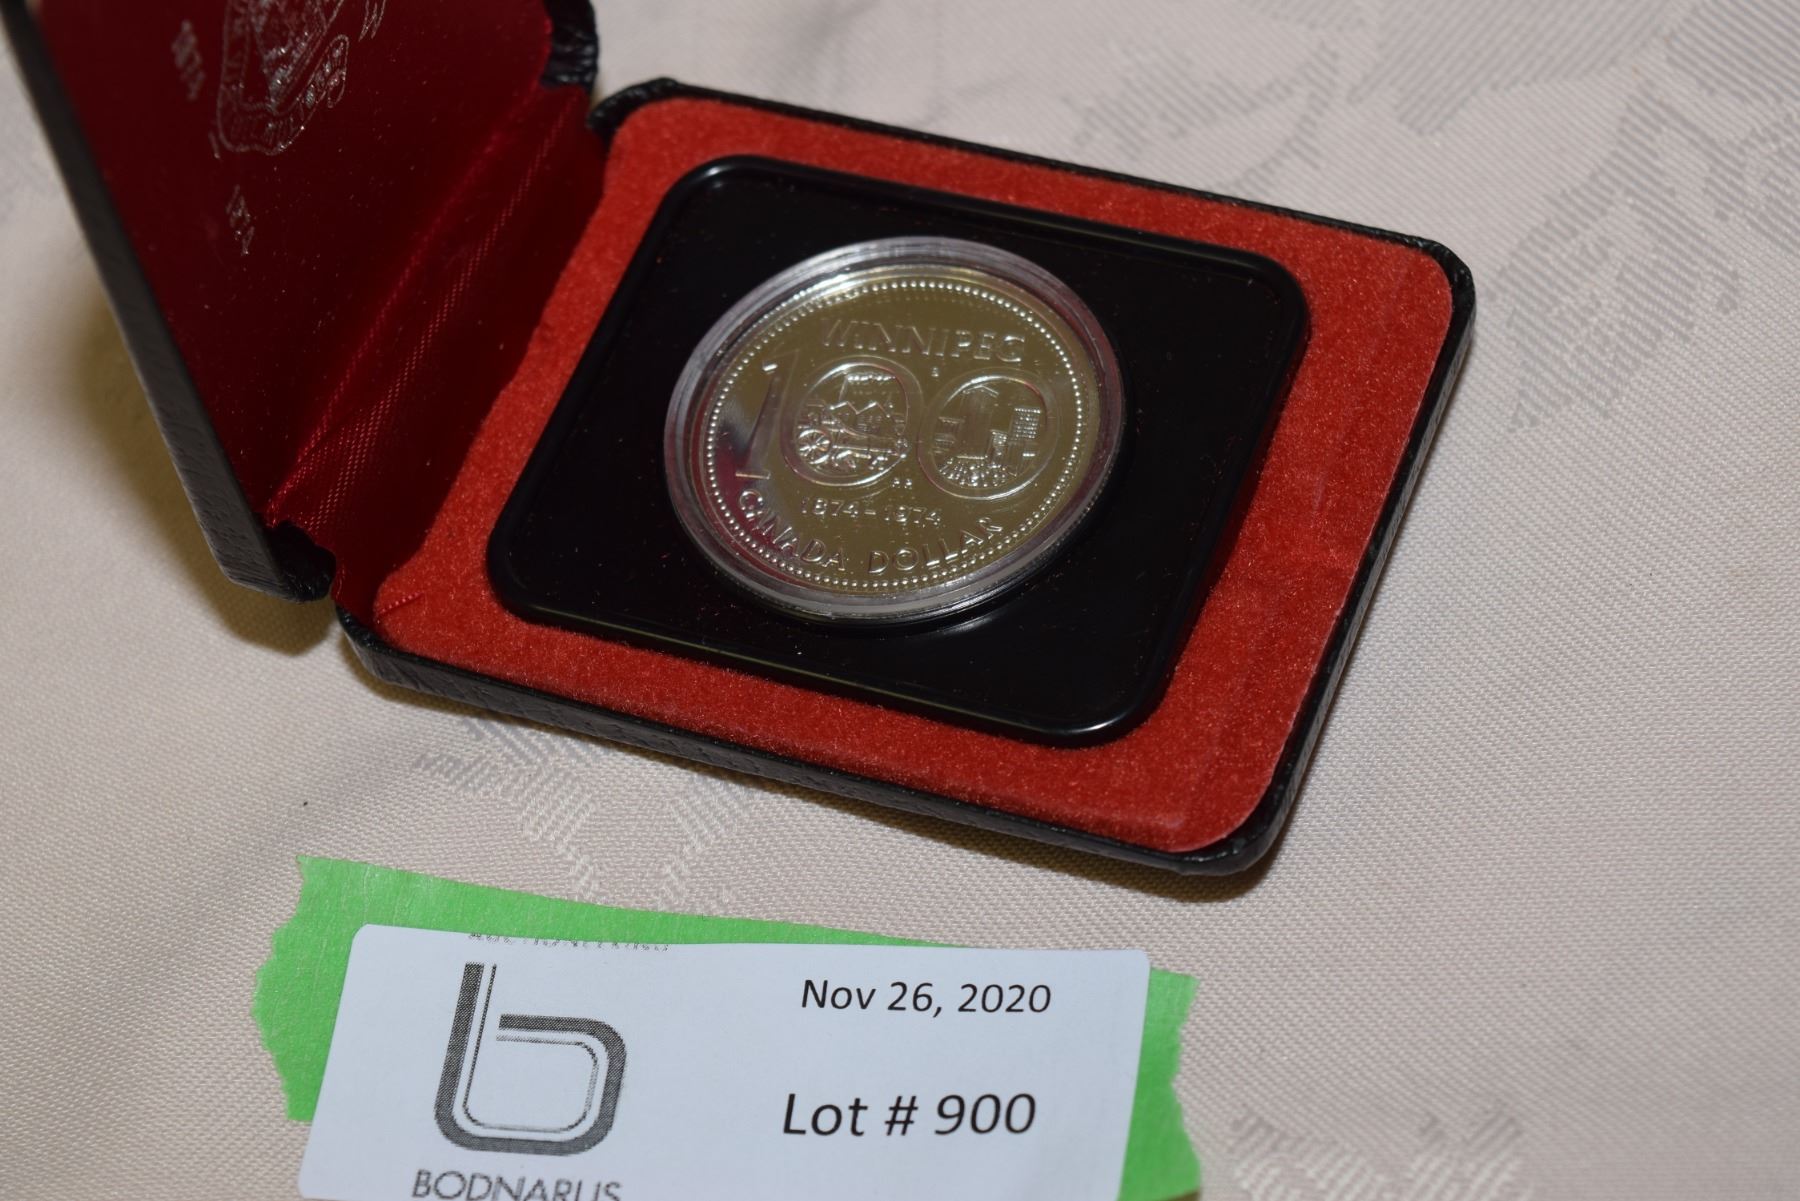 WINNIPEG
100
1874-1974
CANADA DOLLAR
Nov 26, 2020
Lot # 900
b
BODNARUS